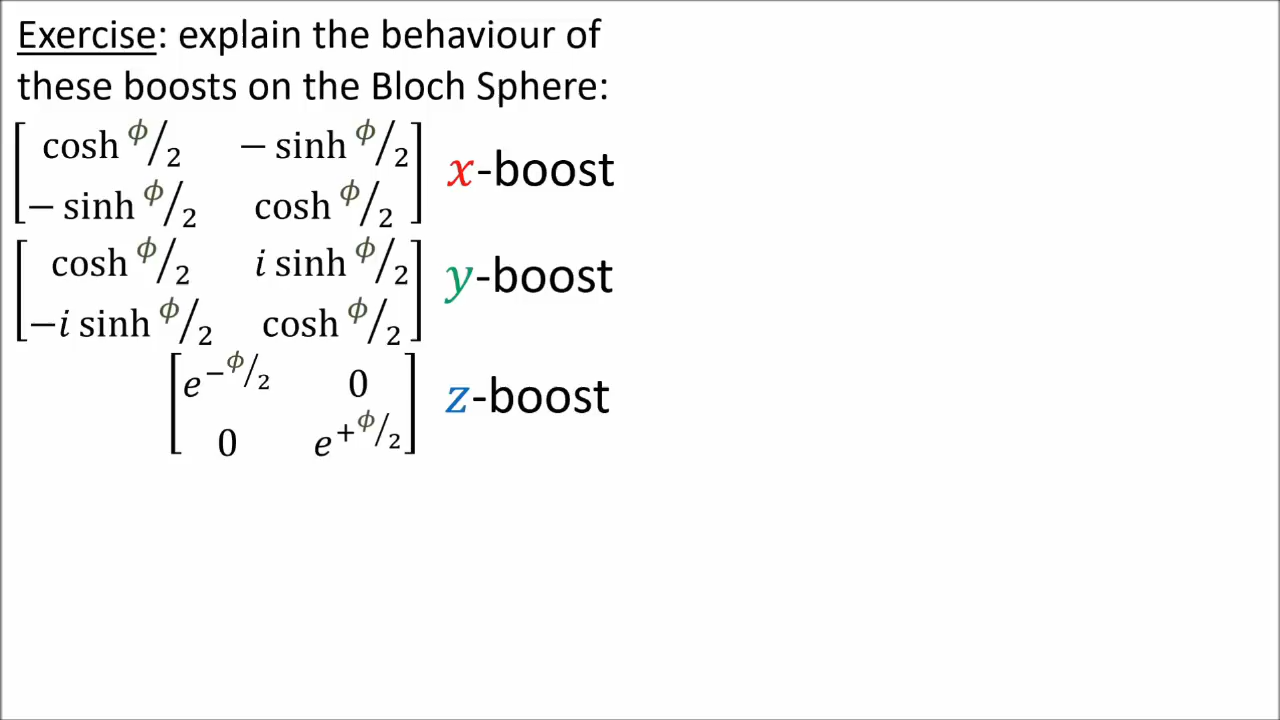 Exercise: explain the behaviour of
these boosts on the Bloch Sphere:
[cosh ϕ/2 − sinh ϕ/2]
[− sinh ϕ/2 cosh ϕ/2]
x-boost
[cosh ϕ/2 i sinh ϕ/2]
[−i sinh ϕ/2 cosh ϕ/2]
y-boost
[e^(−ϕ/2) 0]
[0 e^(+ϕ/2)]
z-boost